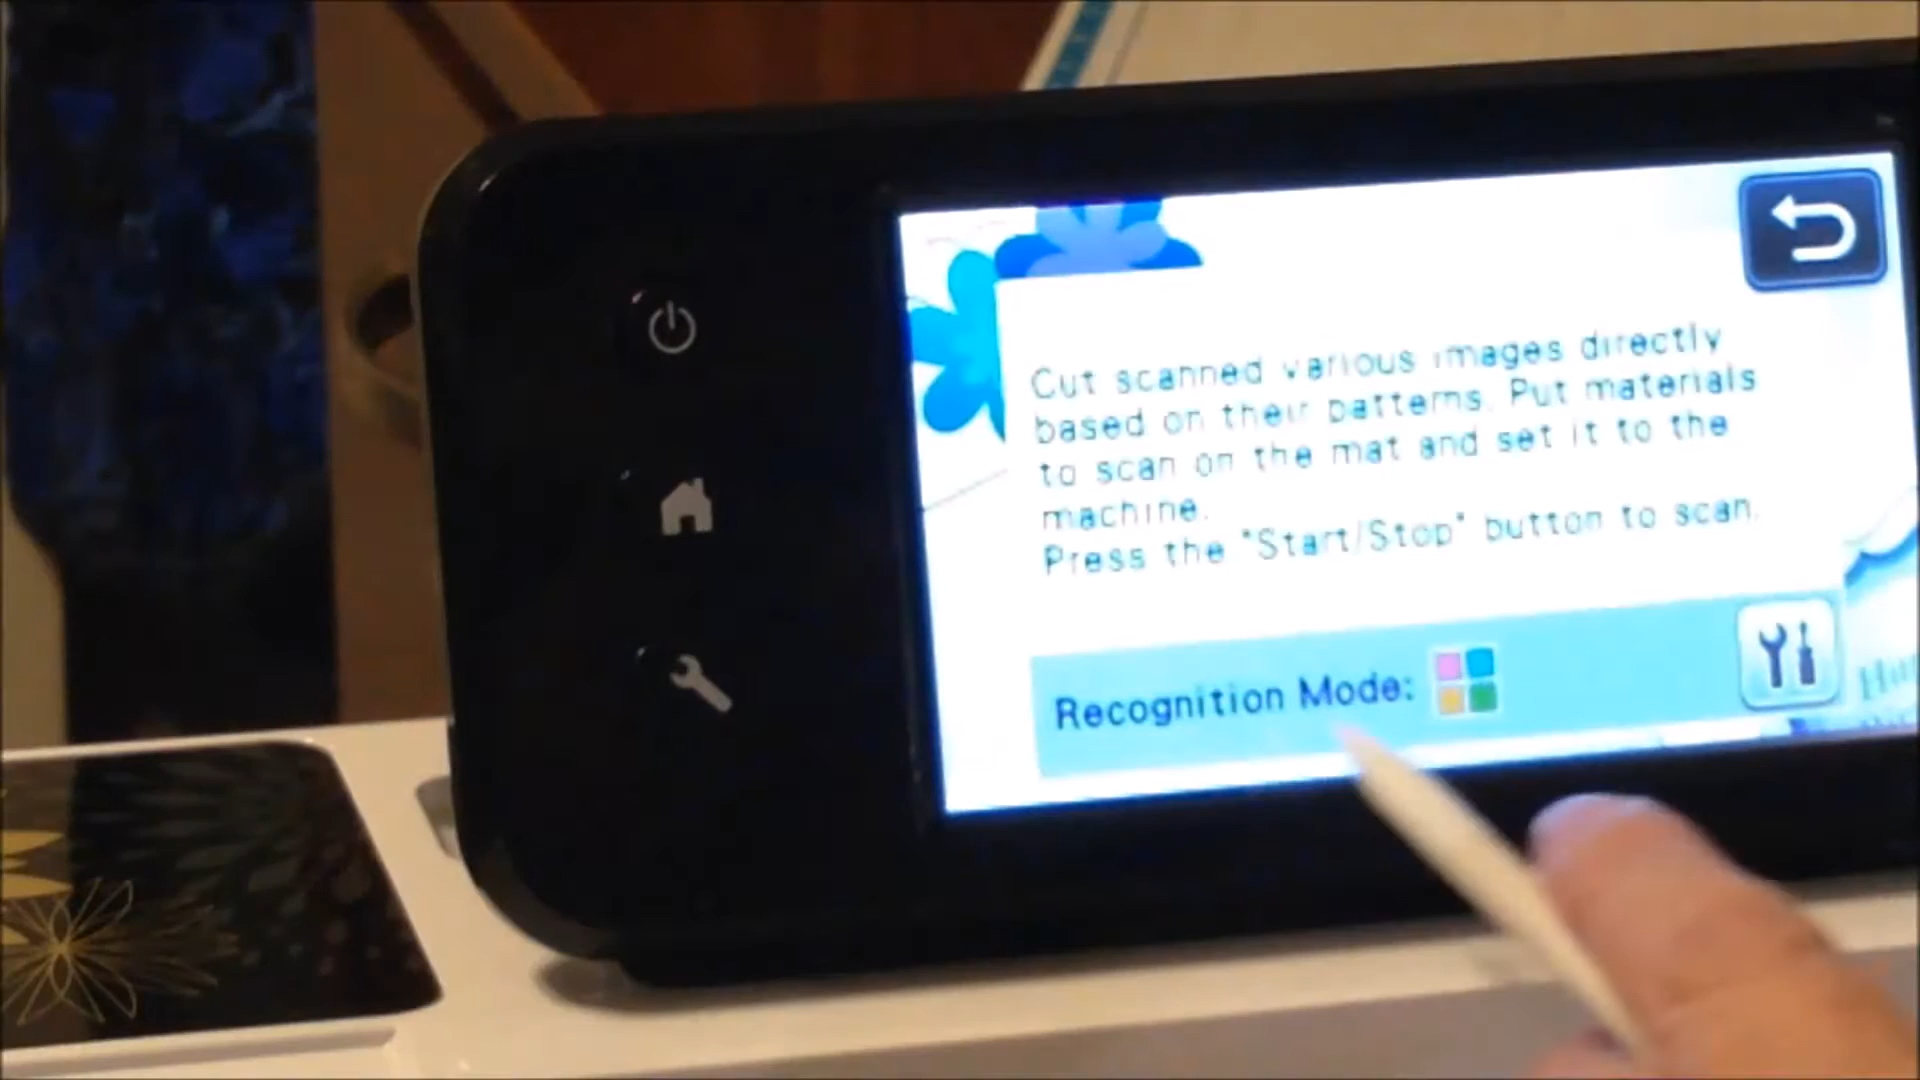 Cut scanned various images directly
based on their patterns. Put materials
to scan on the mat and set it to the
machine.
Press the "Start/Stop" button to scan.
Recognition Mode: